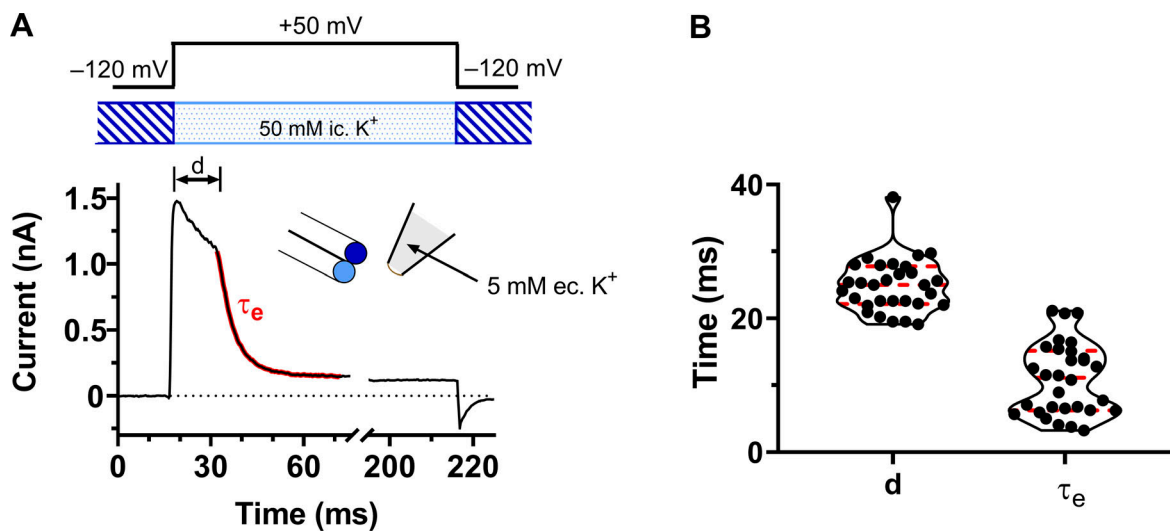 A
+50 mV
–120 mV
–120 mV
50 mM ic. K⁺
d
1.5
1.0
0.5
0
Current (nA)
τe
5 mM ec. K⁺
0
30
60
200
220
Time (ms)
B
40
20
0
Time (ms)
d
τe